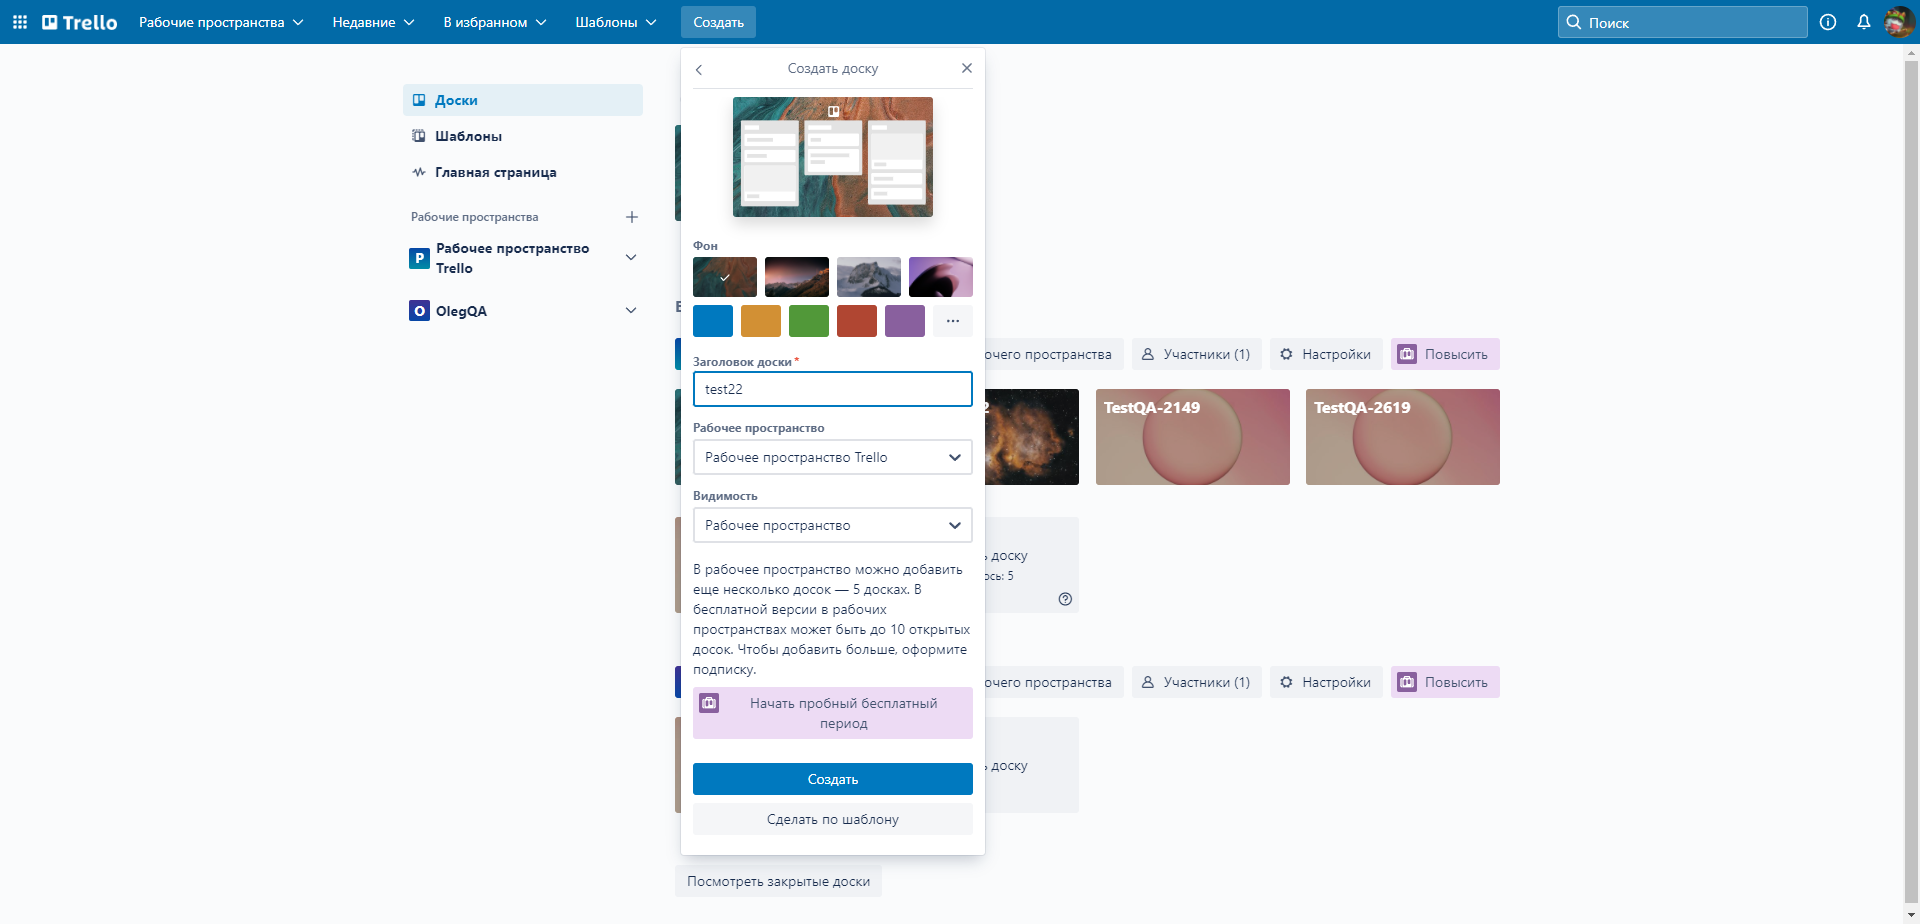 Trello
Рабочие пространства
Недавние
В избранном
Шаблоны
Создать
Поиск
Доски
Шаблоны
Главная страница
Рабочие пространства
P
Рабочее пространство
Trello
O
OlegQA
Создать доску
Фон
Заголовок доски *
test22
Рабочее пространство
Рабочее пространство Trello
Видимость
Рабочее пространство
В рабочее пространство можно добавить
еще несколько досок — 5 досках. В
бесплатной версии в рабочих
пространствах может быть до 10 открытых
досок. Чтобы добавить больше, оформите
подписку.
Начать пробный бесплатный
период
Создать
Сделать по шаблону
очего пространства
Участники (1)
Настройки
Повысить
2
TestQA-2149
TestQA-2619
ь доску
ось: 5
очего пространства
Участники (1)
Настройки
Повысить
ь доску
Посмотреть закрытые доски